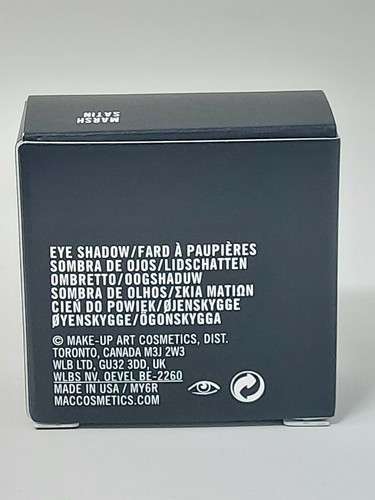 MARSH
SATIN
EYE SHADOW/FARD À PAUPIÈRES
SOMBRA DE OJOS/LIDSCHATTEN
OMBRETTO/OOGSHADUW
SOMBRA DE OLHOS/ΣΚΙΑ ΜΑΤΙΩΝ
CIEŃ DO POWIEK/ØJENSKYGGE
ØYENSKYGGE/ÖGONSKYGGA
© MAKE-UP ART COSMETICS, DIST.
TORONTO, CANADA M3J 2W3
WLB LTD, GU32 3DD, UK
WLBS NV, OEVEL BE-2260
MADE IN USA / MY6R
MACCOSMETICS.COM